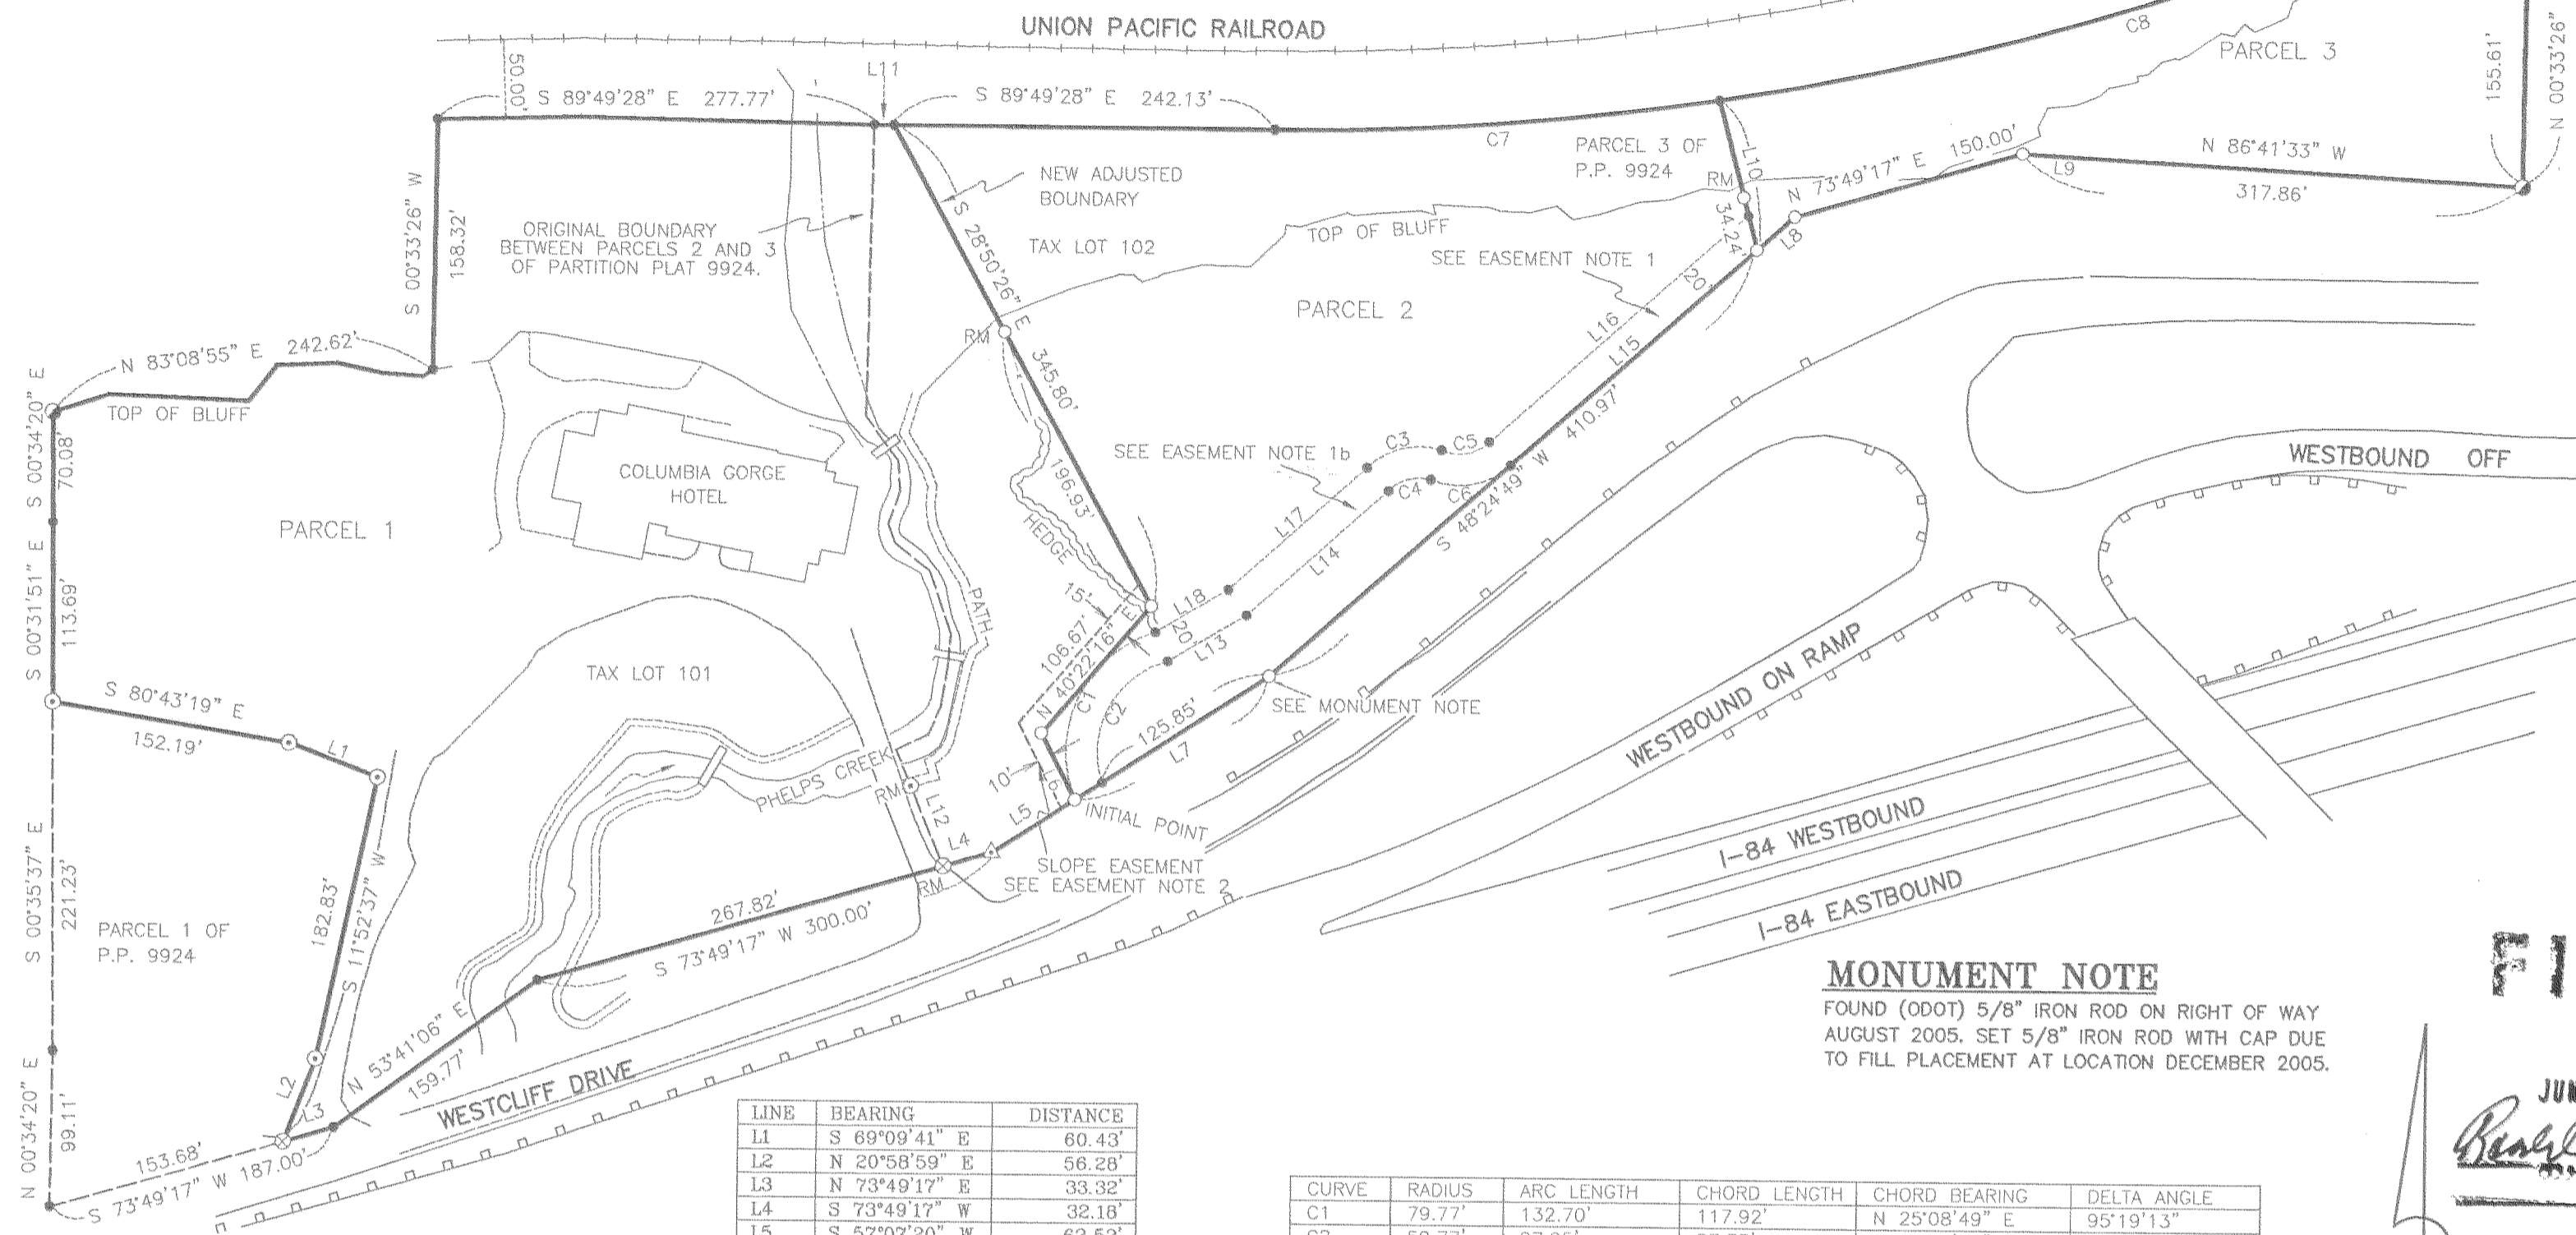 UNION PACIFIC RAILROAD
C8
PARCEL 3
155.61'
N 00°33'26"
L11
50.00'
S 89°49'28" E 277.77'
S 89°49'28" E 242.13'
C7
PARCEL 3 OF
P.P. 9924
L10
RM
34.24'
N 73°49'17" E 150.00'
L9
N 86°41'33" W
317.86'
L8
NEW ADJUSTED
BOUNDARY
S 00°33'26" W
158.32'
ORIGINAL BOUNDARY
BETWEEN PARCELS 2 AND 3
OF PARTITION PLAT 9924.
S 28°50'26" E
345.80'
TAX LOT 102
TOP OF BLUFF
SEE EASEMENT NOTE 1
20'
PARCEL 2
RM
L16
L15
N 83°08'55" E 242.62'
TOP OF BLUFF
S 00°34'20" E
70.08'
410.97'
C3
C5
SEE EASEMENT NOTE 1b
C4
C6
S 48°24'49" W
WESTBOUND OFF
COLUMBIA GORGE
HOTEL
PARCEL 1
196.93'
HEDGE
L17
L14
S 00°31'51" E
113.69'
PATH
15'
L18
20'
L13
106.67'
N 40°22'16" E
C1
C2
TAX LOT 101
WESTBOUND ON RAMP
S 80°43'19" E
152.19'
L1
125.85'
L7
SEE MONUMENT NOTE
PHELPS CREEK
RM
L12
10'
L6
L5
L4
INITIAL POINT
I-84 WESTBOUND
SLOPE EASEMENT
SEE EASEMENT NOTE 2
RM
I-84 EASTBOUND
S 00°35'37" E
221.23'
PARCEL 1 OF
P.P. 9924
182.83'
S 11°52'37" W
267.82'
S 73°49'17" W 300.00'
MONUMENT NOTE
FOUND (ODOT) 5/8" IRON ROD ON RIGHT OF WAY
AUGUST 2005. SET 5/8" IRON ROD WITH CAP DUE
TO FILL PLACEMENT AT LOCATION DECEMBER 2005.
FI
JUN
N 53°41'06" E
159.77'
WESTCLIFF DRIVE
L2
L3
N 00°34'20" E
99.11'
153.68'
S 73°49'17" W 187.00'
LINE BEARING DISTANCE
L1 S 69°09'41" E 60.43'
L2 N 20°58'59" E 56.28'
L3 N 73°49'17" E 33.32'
L4 S 73°49'17" W 32.18'
CURVE RADIUS ARC LENGTH CHORD LENGTH CHORD BEARING DELTA ANGLE
C1 79.77' 132.70' 117.92' N 25°08'49" E 95°19'13"